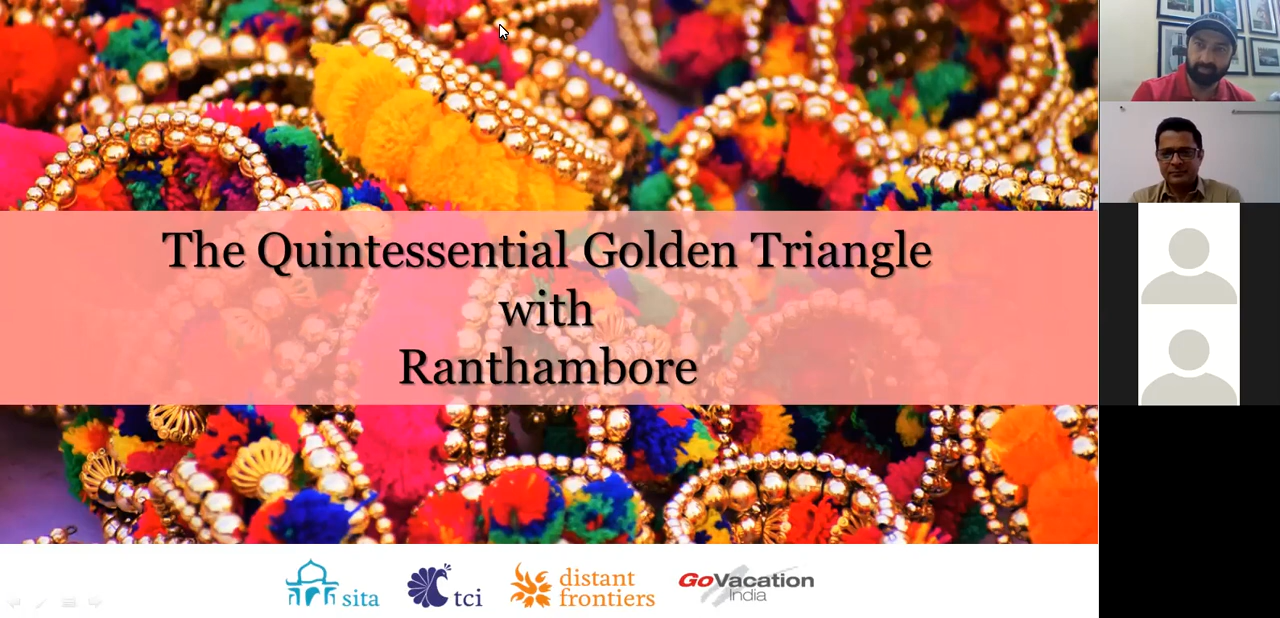 The Quintessential Golden Triangle
with
Ranthambore
sita
tci
distant
frontiers
GoVacation
India